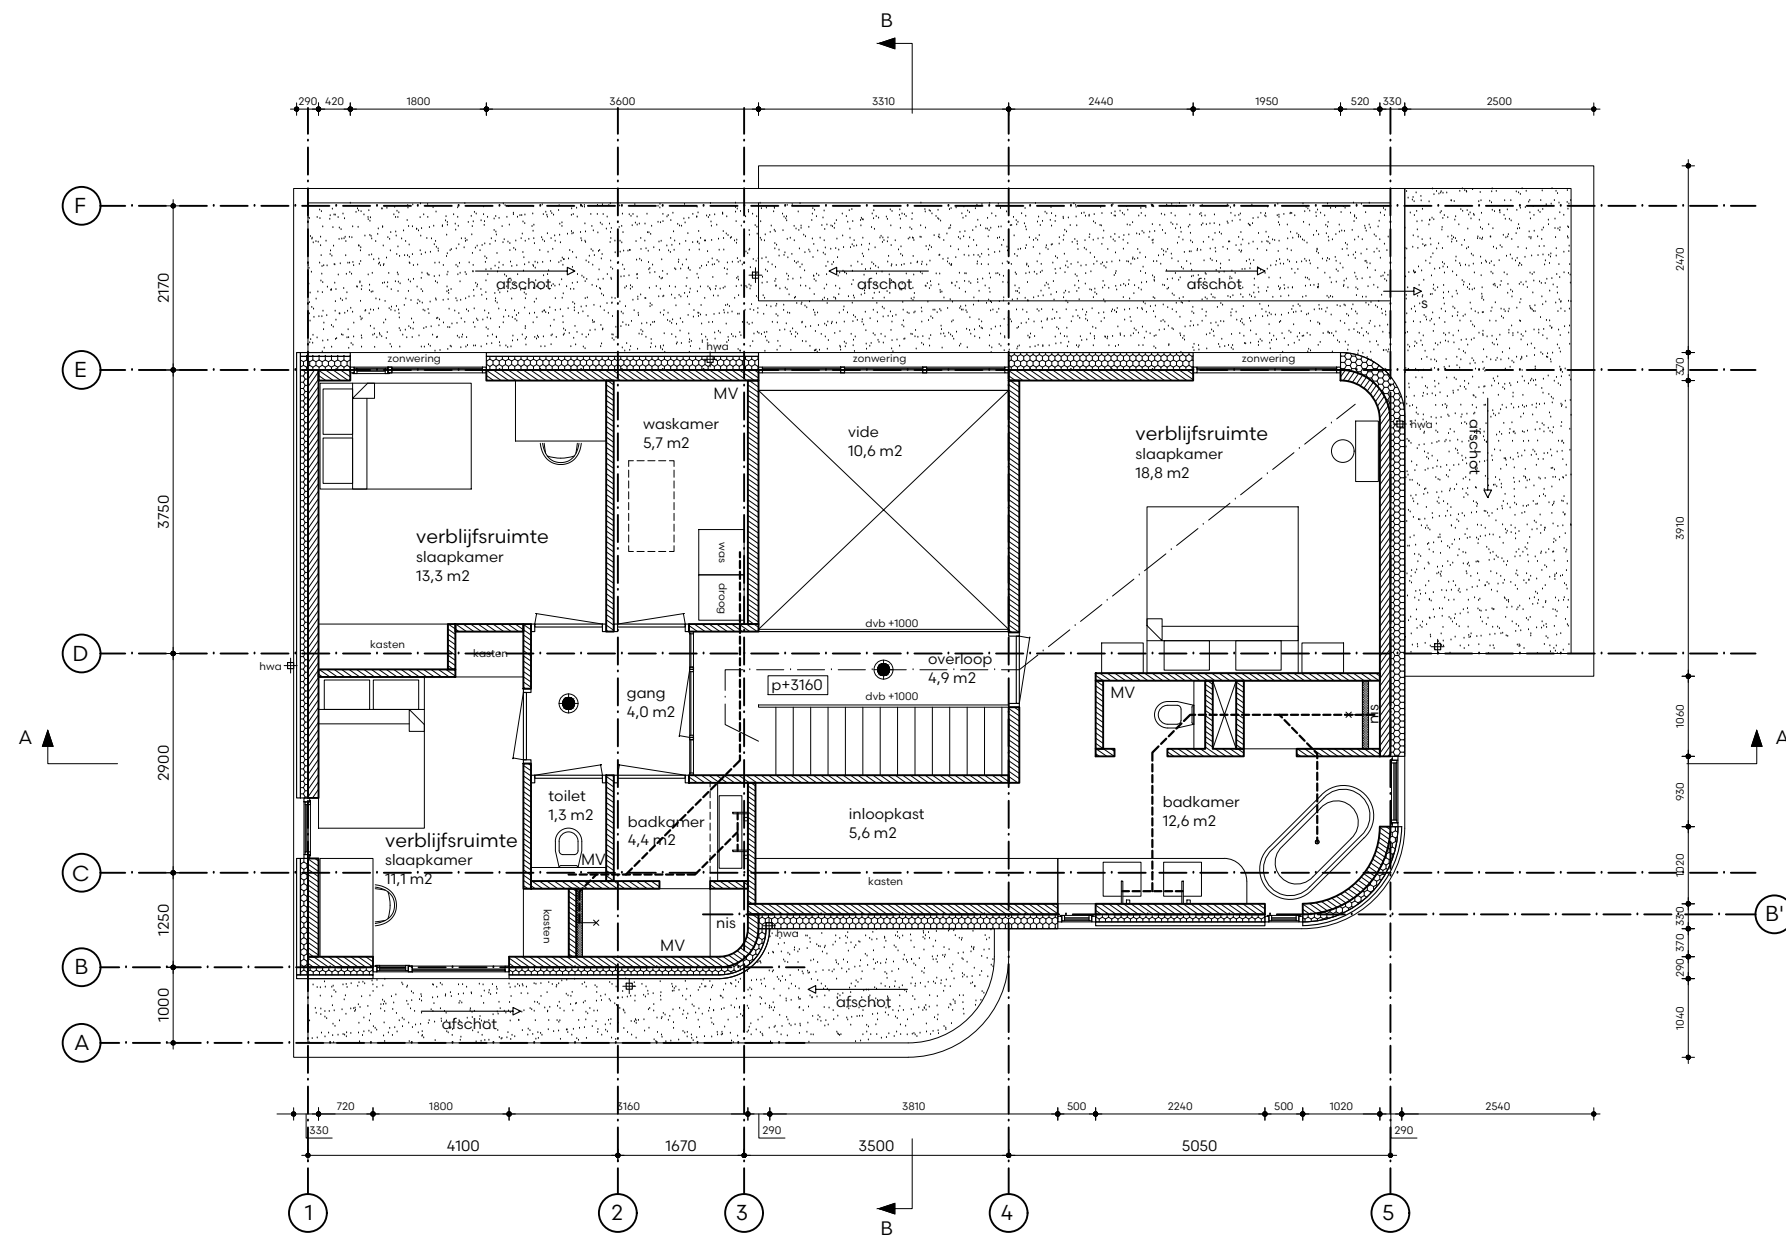 B
290 420 1800 3600 3310 2440 1950 520 330 2500
F
2170
2470
afschot
afschot
afschot
s
hwa
zonwering
zonwering
zonwering
E
370
MV
waskamer
5,7 m2
vide
10,6 m2
verblijfsruimte
slaapkamer
18,8 m2
hwa
afschot
3750
3910
verblijfsruimte
slaapkamer
13,3 m2
was
droog
dvb +1000
kasten
kasten
D
hwa
overloop
4,9 m2
p+3160
dvb +1000
gang
4,0 m2
MV
nis
1060
A
A
2900
930
toilet
1,3 m2
badkamer
4,4 m2
inloopkast
5,6 m2
badkamer
12,6 m2
verblijfsruimte
slaapkamer
11,1 m2
MV
C
kasten
1020
1250
kasten
MV
nis
hwa
330
B'
370
B
290
1000
afschot
afschot
1040
A
720 1800 3160 3810 500 2240 500 1020 2540
330 290 290
4100 1670 3500 5050
1 2 3 4 5
B